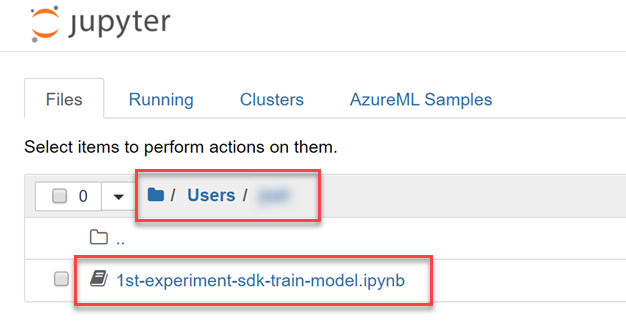 jupyter
Files Running Clusters AzureML Samples
Select items to perform actions on them.
0 / Users /
..
1st-experiment-sdk-train-model.ipynb